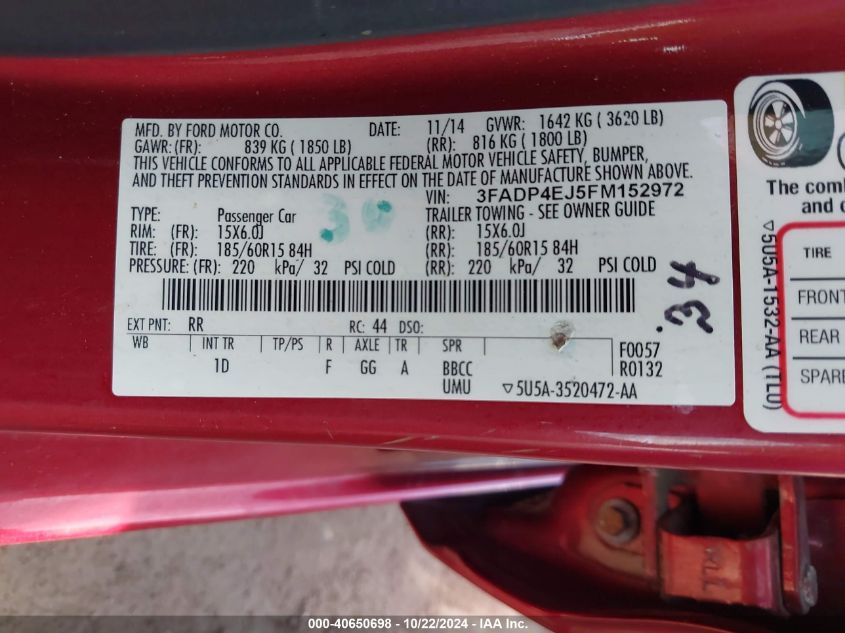 MFD. BY FORD MOTOR CO. DATE: 11/14 GVWR: 1642 KG ( 3620 LB)
GAWR: (FR): 839 KG ( 1850 LB) (RR): 816 KG ( 1800 LB)
THIS VEHICLE CONFORMS TO ALL APPLICABLE FEDERAL MOTOR VEHICLE SAFETY, BUMPER,
AND THEFT PREVENTION STANDARDS IN EFFECT ON THE DATE OF MANUFACTURE SHOWN ABOVE.
VIN: 3FADP4EJ5FM152972
TYPE: Passenger Car TRAILER TOWING - SEE OWNER GUIDE
RIM: (FR): 15X6.0J (RR): 15X6.0J
TIRE: (FR): 185/60R15 84H (RR): 185/60R15 84H
PRESSURE: (FR): 220 kPa/ 32 PSI COLD (RR): 220 kPa/ 32 PSI COLD
34
EXT PNT: RR RC: 44 DSO:
WB INT TR TP/PS R AXLE TR SPR F0057
1D F GG A BBCC R0132
UMU ▽5U5A-3520472-AA
The comb
and c
TIRE
FRONT
REAR
SPARE
▽5U5A-1532-AA (TLU)
000-40650698 - 10/22/2024 - IAA Inc.